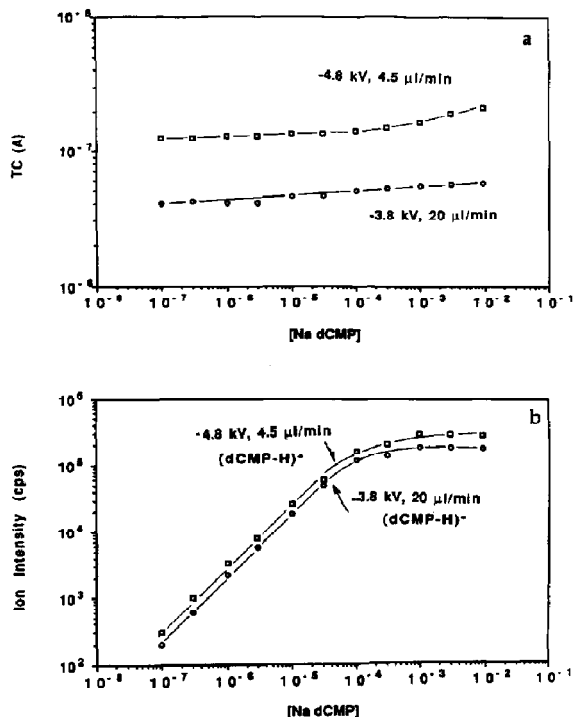 a
10⁻⁶
-4.8 kV, 4.5 µl/min
TC (A)
10⁻⁷
-3.8 kV, 20 µl/min
10⁻⁸
10⁻⁸ 10⁻⁷ 10⁻⁶ 10⁻⁵ 10⁻⁴ 10⁻³ 10⁻² 10⁻¹
[Na dCMP]
b
10⁶
-4.8 kV, 4.5 µl/min
(dCMP-H)⁻
10⁵
-3.8 kV, 20 µl/min
(dCMP-H)⁻
Ion Intensity (cps)
10⁴
10³
10²
10⁻⁸ 10⁻⁷ 10⁻⁶ 10⁻⁵ 10⁻⁴ 10⁻³ 10⁻² 10⁻¹
[Na dCMP]